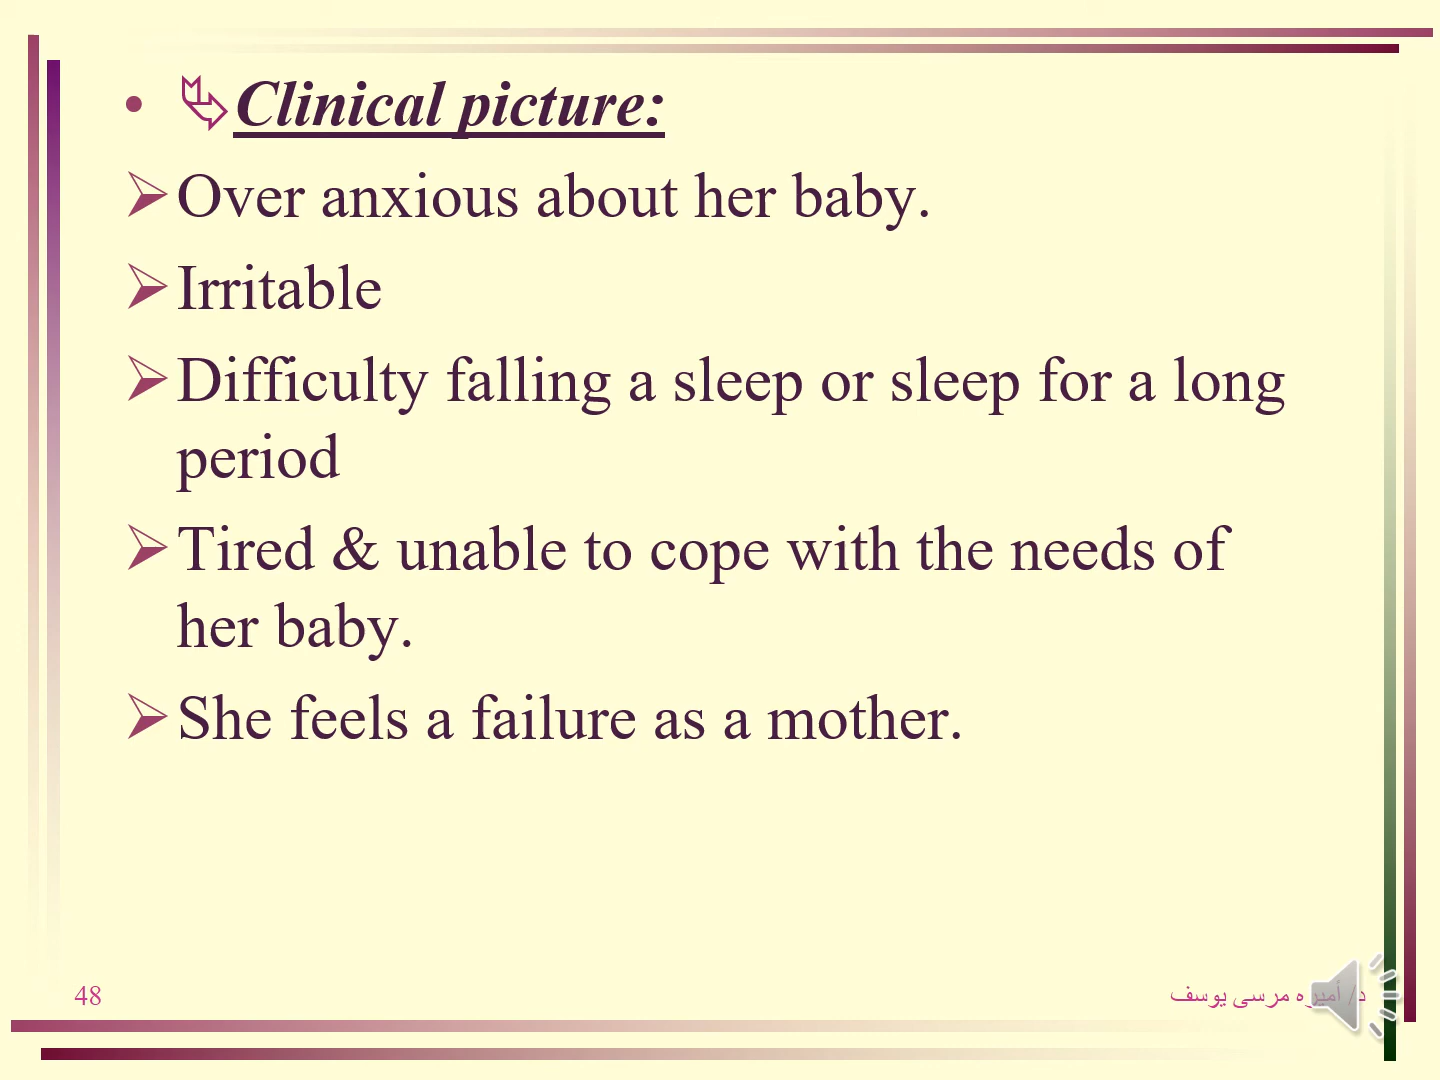 Clinical picture:
Over anxious about her baby.
Irritable
Difficulty falling a sleep or sleep for a long
period
Tired & unable to cope with the needs of
her baby.
She feels a failure as a mother.
48
د/ أميره مرسى يوسف